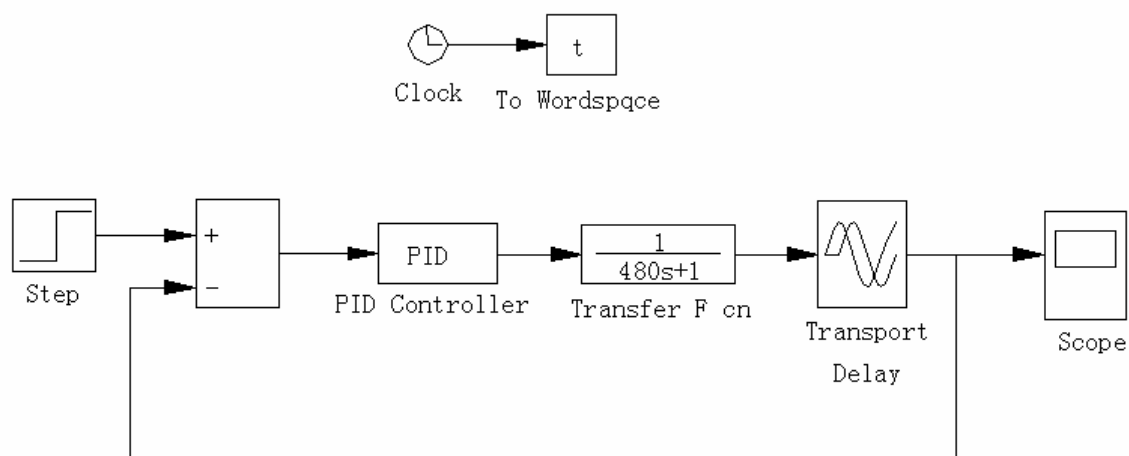 t
Clock
To Wordspqce
+
PID
1
480s+1
−
Step
PID Controller
Transfer F cn
Transport
Delay
Scope